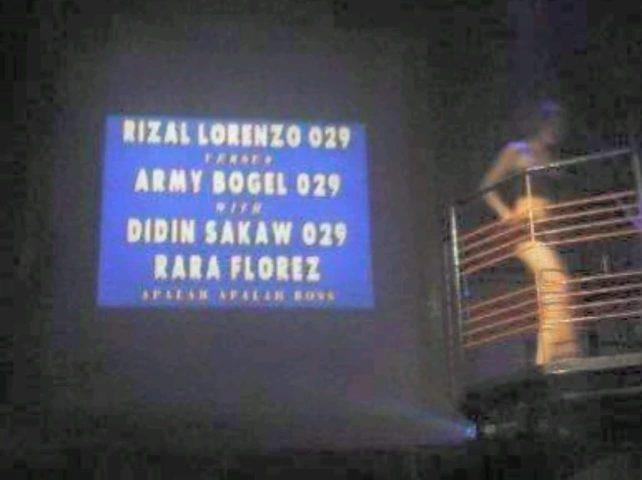 RIZAL LORENZO 029
VERSUS
ARMY BOGEL 029
WITH
DIDIN SAKAW 029
RARA FLOREZ
APALAH APALAH BOSS